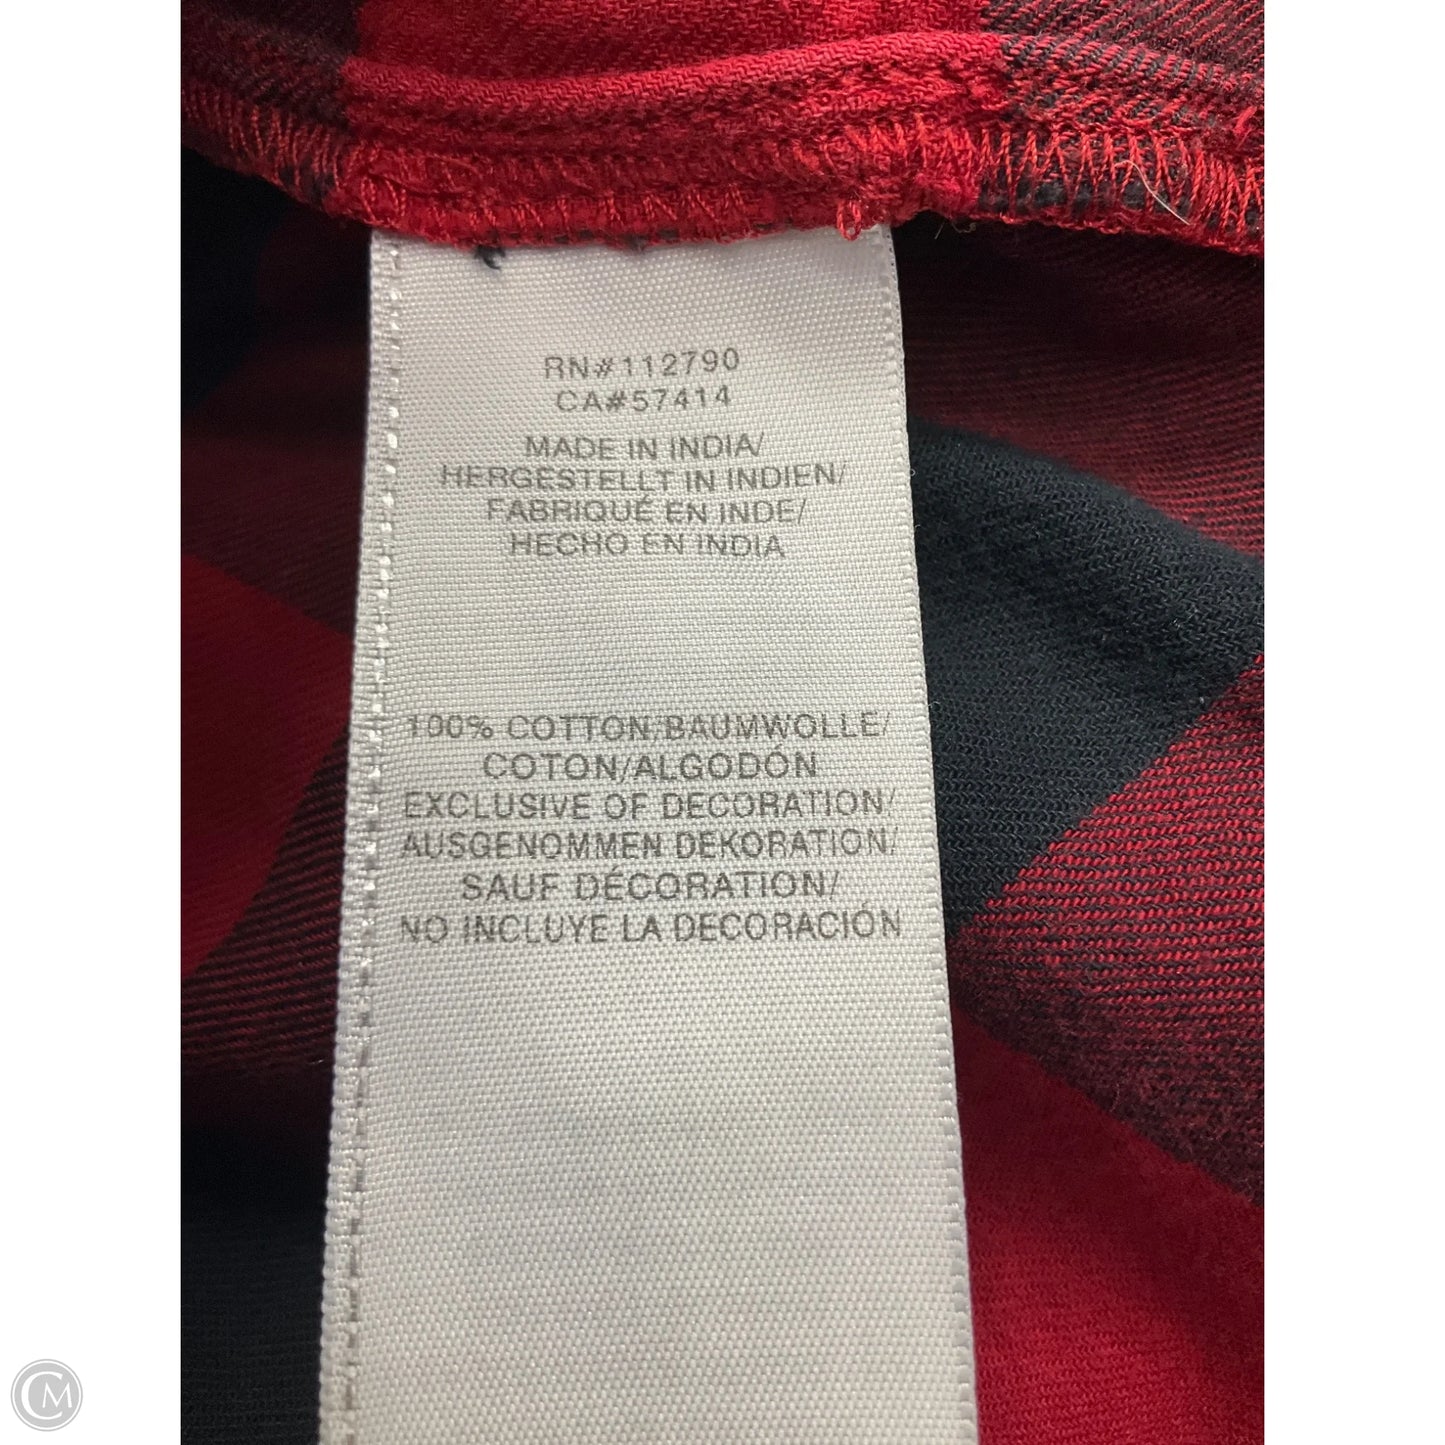 RN#112790
CA#57414
MADE IN INDIA/
HERGESTELLT IN INDIEN/
FABRIQUÉ EN INDE/
HECHO EN INDIA
100% COTTON/BAUMWOLLE/
COTON/ALGODÓN
EXCLUSIVE OF DECORATION/
AUSGENOMMEN DEKORATION/
SAUF DÉCORATION/
NO INCLUYE LA DECORACIÓN
CM